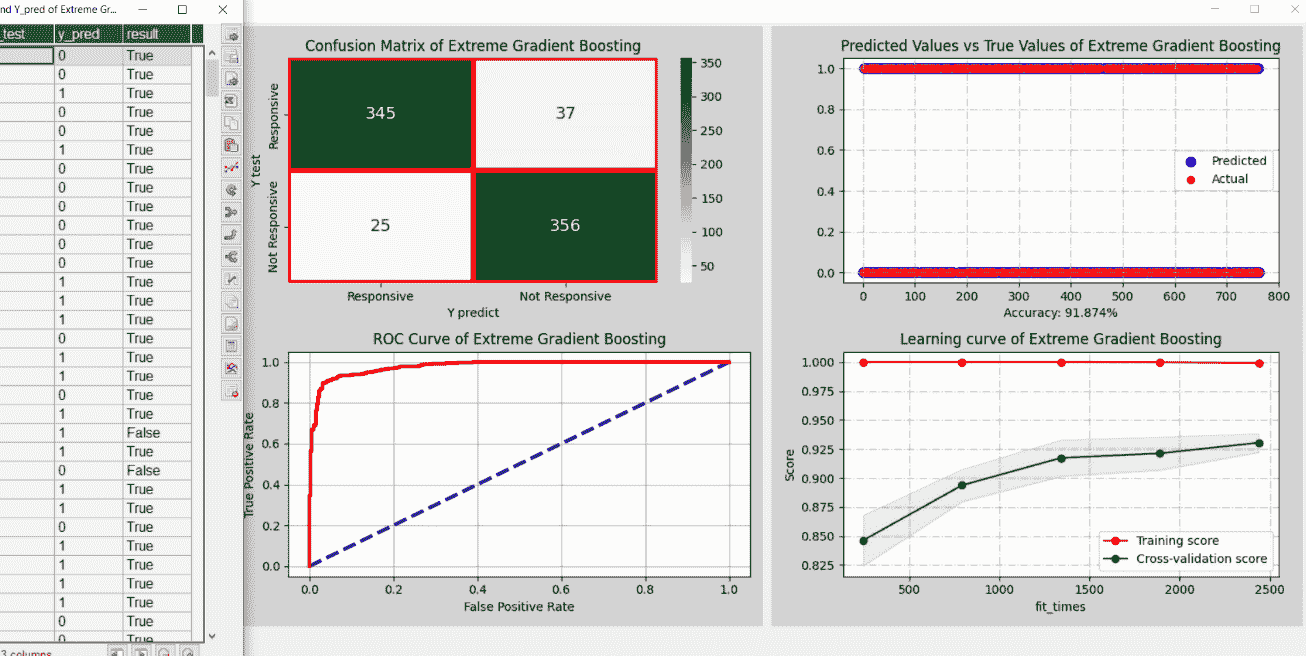 nd Y_pred of Extreme Gr...
_test y_pred result
0 True
0 True
1 True
0 True
0 True
1 True
0 True
0 True
0 True
0 True
0 True
0 True
1 True
1 True
1 True
0 True
1 True
1 True
0 True
1 True
1 False
1 True
0 False
1 True
1 True
0 True
1 True
1 True
1 True
1 True
0 True
0 True
3 columns
Confusion Matrix of Extreme Gradient Boosting
Y test
Responsive
Not Responsive
345 37
25 356
Responsive Not Responsive
Y predict
350
300
250
200
150
100
50
Predicted Values vs True Values of Extreme Gradient Boosting
1.0
0.8
0.6
0.4
0.2
0.0
Predicted
Actual
0 100 200 300 400 500 600 700 800
Accuracy: 91.874%
ROC Curve of Extreme Gradient Boosting
True Positive Rate
1.0
0.8
0.6
0.4
0.2
0.0
0.0 0.2 0.4 0.6 0.8 1.0
False Positive Rate
Learning curve of Extreme Gradient Boosting
Score
1.000
0.975
0.950
0.925
0.900
0.875
0.850
0.825
Training score
Cross-validation score
500 1000 1500 2000 2500
fit_times